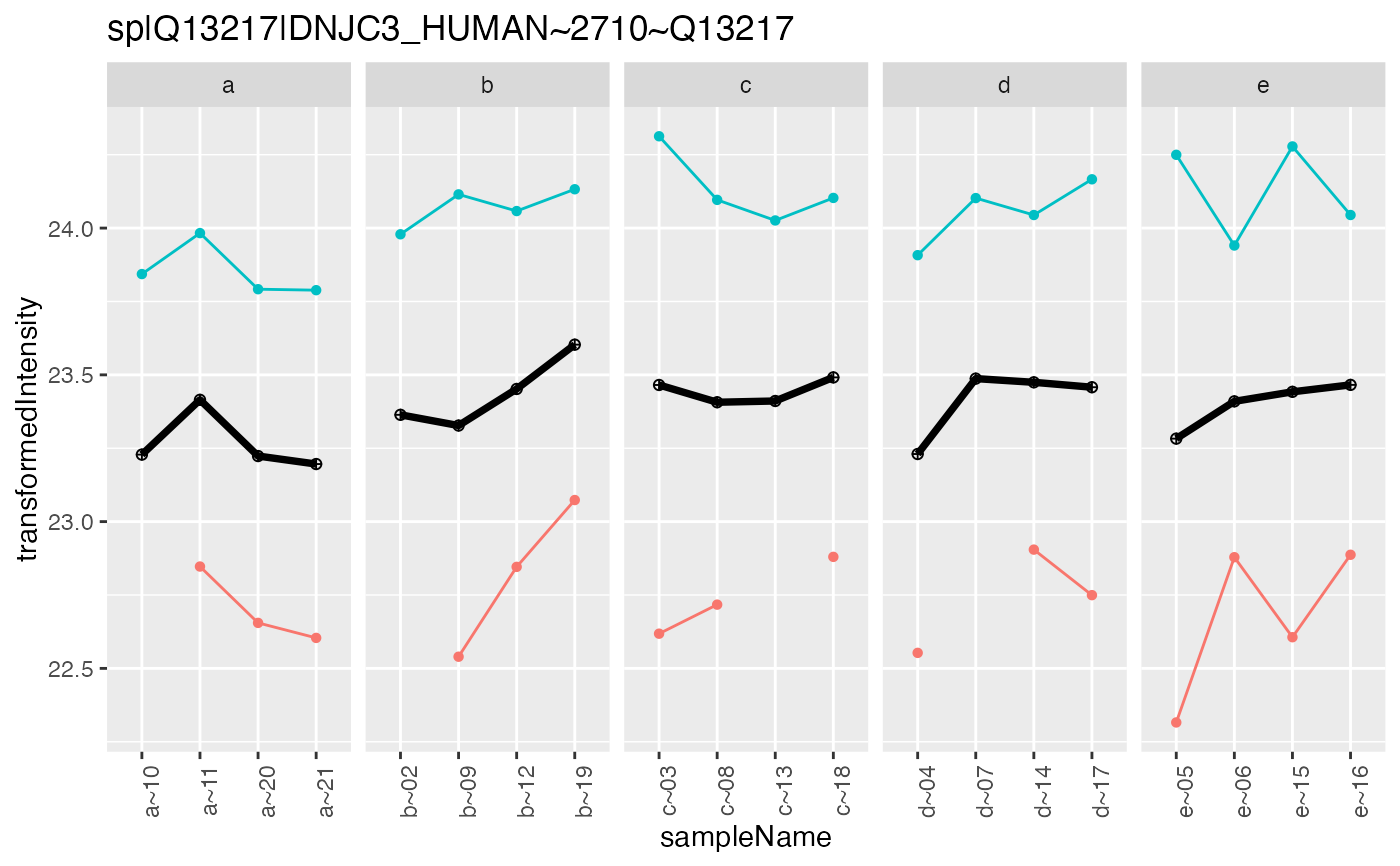 sp|Q13217|DNJC3_HUMAN~2710~Q13217
a b c d e
transformedIntensity
24.0
23.5
23.0
22.5
a~10 a~11 a~20 a~21 b~02 b~09 b~12 b~19 c~03 c~08 c~13 c~18 d~04 d~07 d~14 d~17 e~05 e~06 e~15 e~16
sampleName